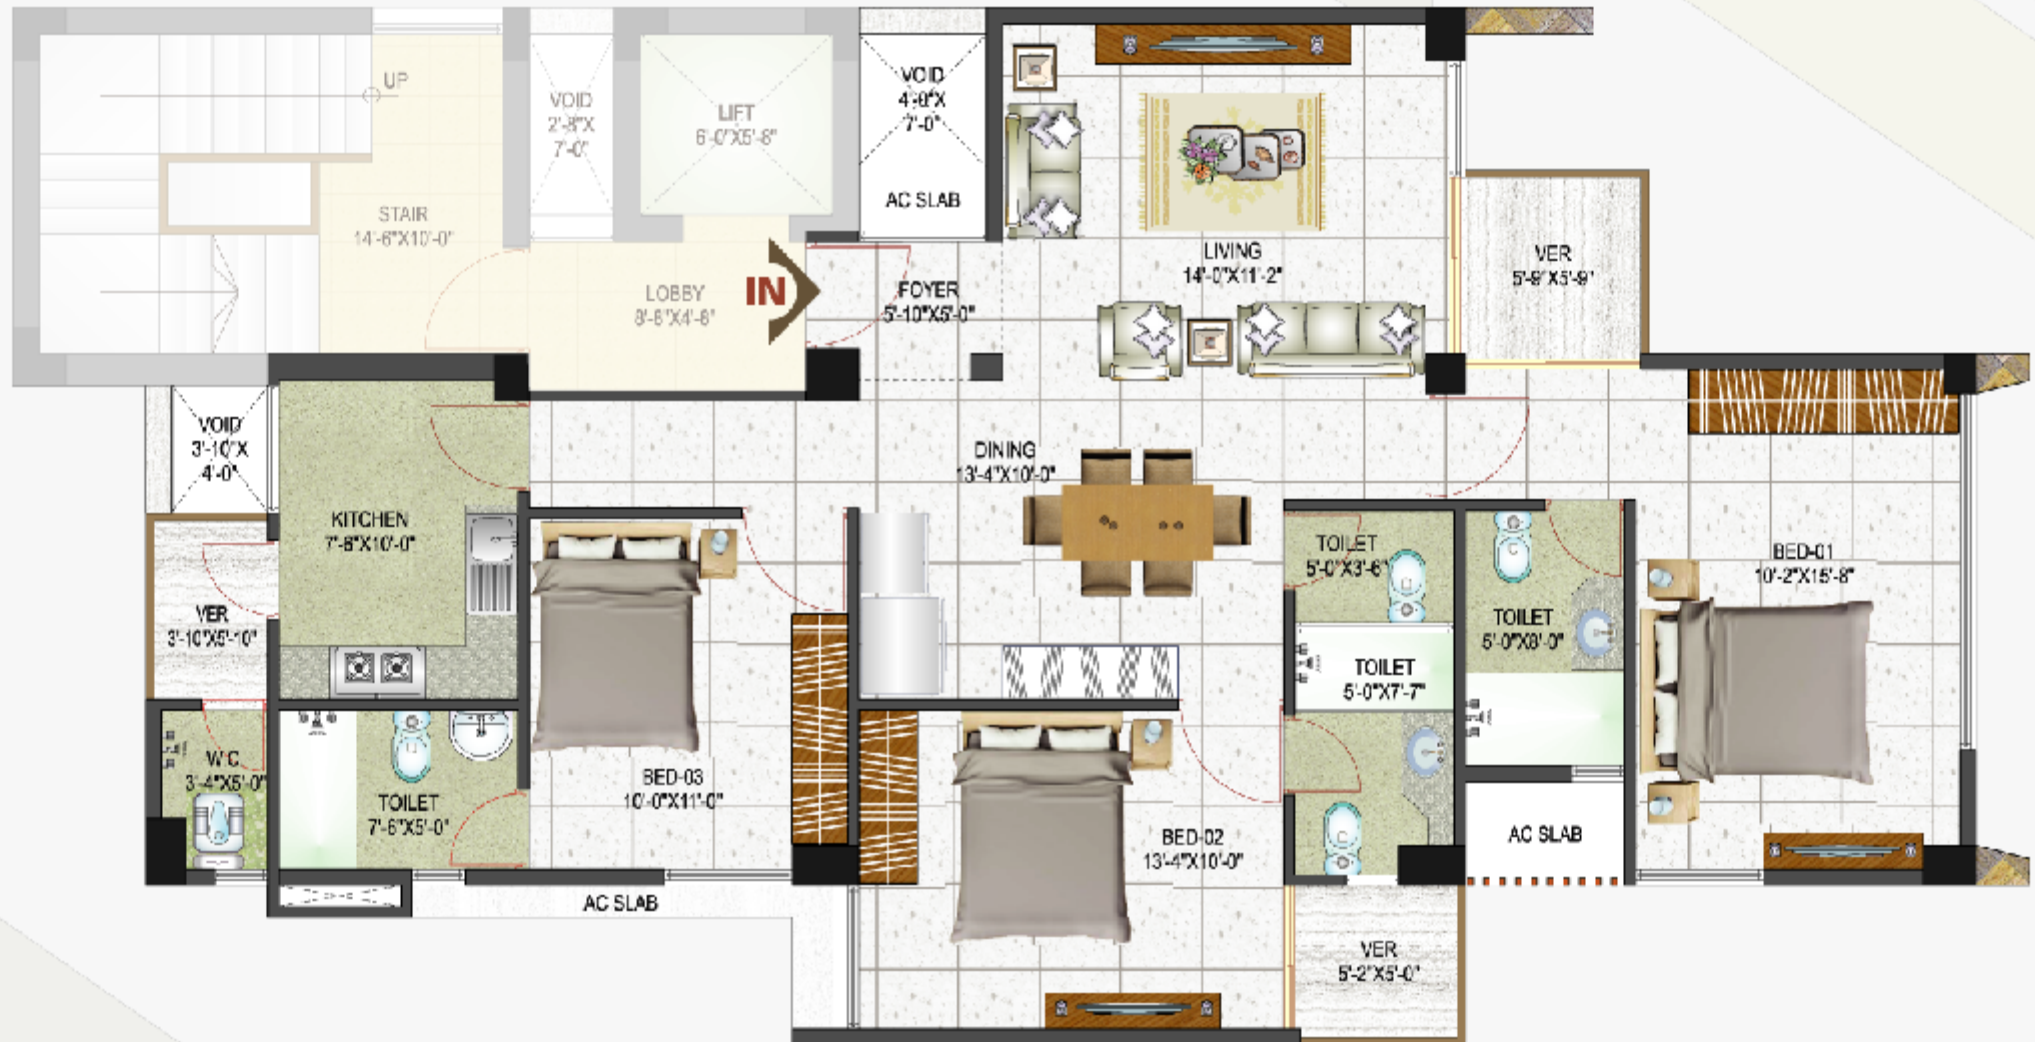 UP
VOID
2'-8"X
7'-0"
LIFT
6'-0"X5'-8"
VOID
4'-8"X
7'-0"
AC SLAB
STAIR
14'-6"X10'-0"
LOBBY
8'-8"X4'-8"
IN
FOYER
5'-10"X5'-0"
LIVING
14'-0"X11'-2"
VER
5'-9"X5'-9"
VOID
3'-10"X
4'-0"
KITCHEN
7'-6"X10'-0"
DINING
13'-4"X10'-0"
TOILET
5'-0"X3'-6"
BED-01
10'-2"X15'-8"
VER
3'-10"X5'-10"
TOILET
5'-0"X8'-0"
TOILET
5'-0"X7'-7"
W.C
3'-4"X5'-0"
TOILET
7'-6"X5'-0"
BED-03
10'-0"X11'-0"
BED-02
13'-4"X10'-0"
AC SLAB
AC SLAB
VER
5'-2"X5'-0"